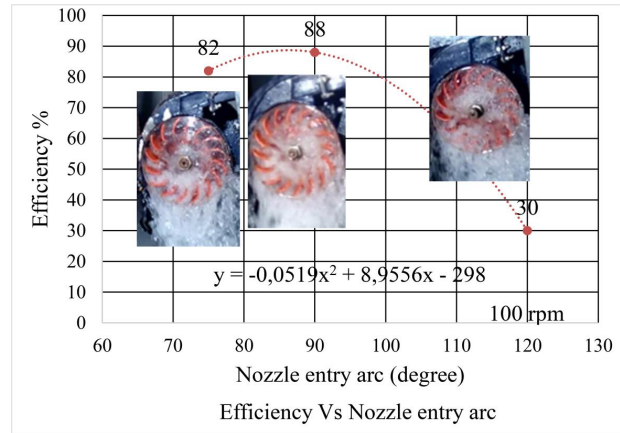 100
90
80
70
60
50
40
30
20
10
0
Efficiency %
82
88
30
y = -0,0519x² + 8,9556x - 298
100 rpm
60 70 80 90 100 110 120 130
Nozzle entry arc (degree)
Efficiency Vs Nozzle entry arc